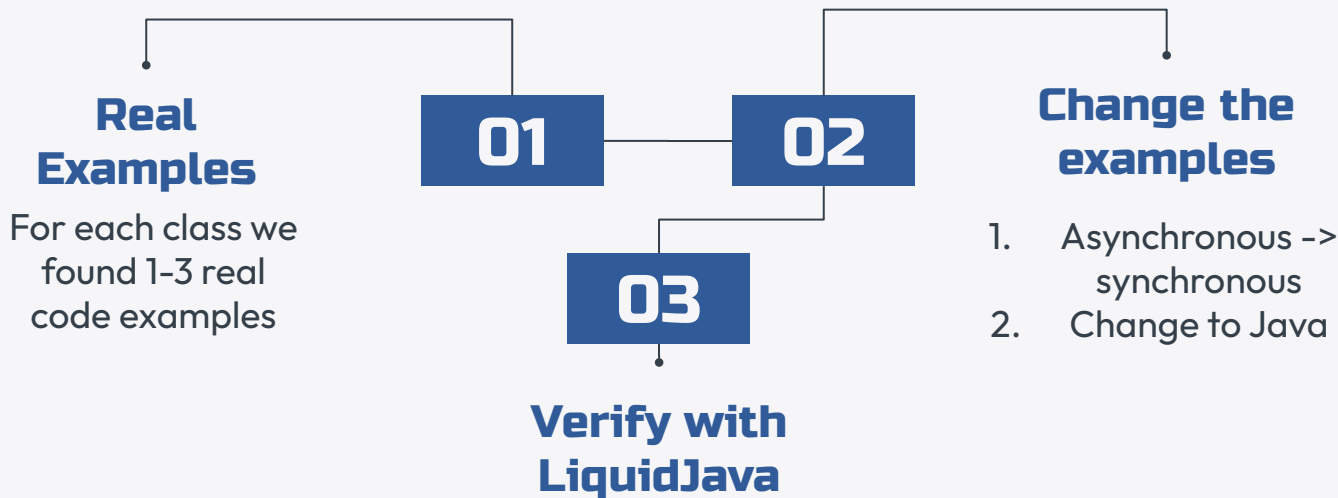 01
Real
Examples
For each class we
found 1-3 real
code examples
02
Change the
examples
1. Asynchronous ->
synchronous
2. Change to Java
03
Verify with
LiquidJava